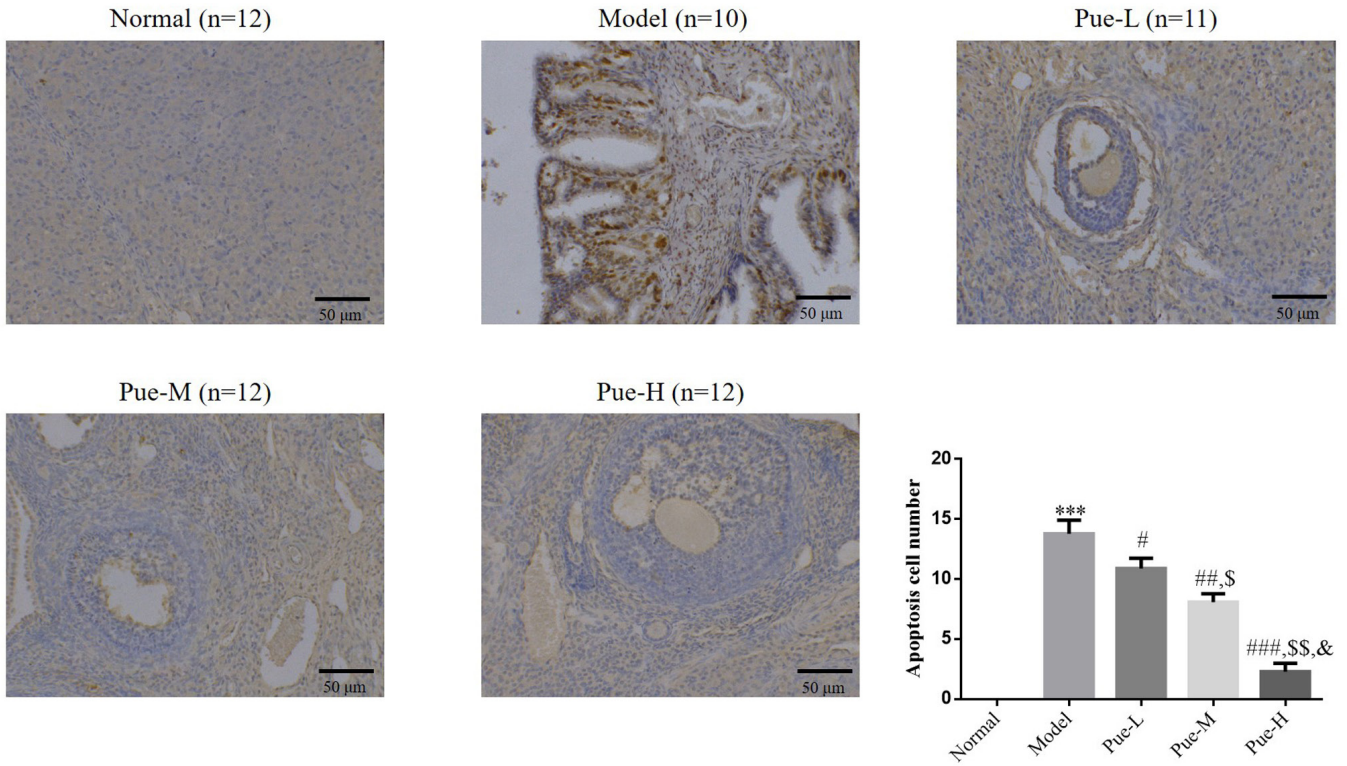 Normal (n=12)
Model (n=10)
Pue-L (n=11)
50 μm
50 μm
50 μm
Pue-M (n=12)
Pue-H (n=12)
50 μm
50 μm
Apoptosis cell number
20
15
10
5
0
***
#
##,$
###,$$,&
Normal
Model
Pue-L
Pue-M
Pue-H